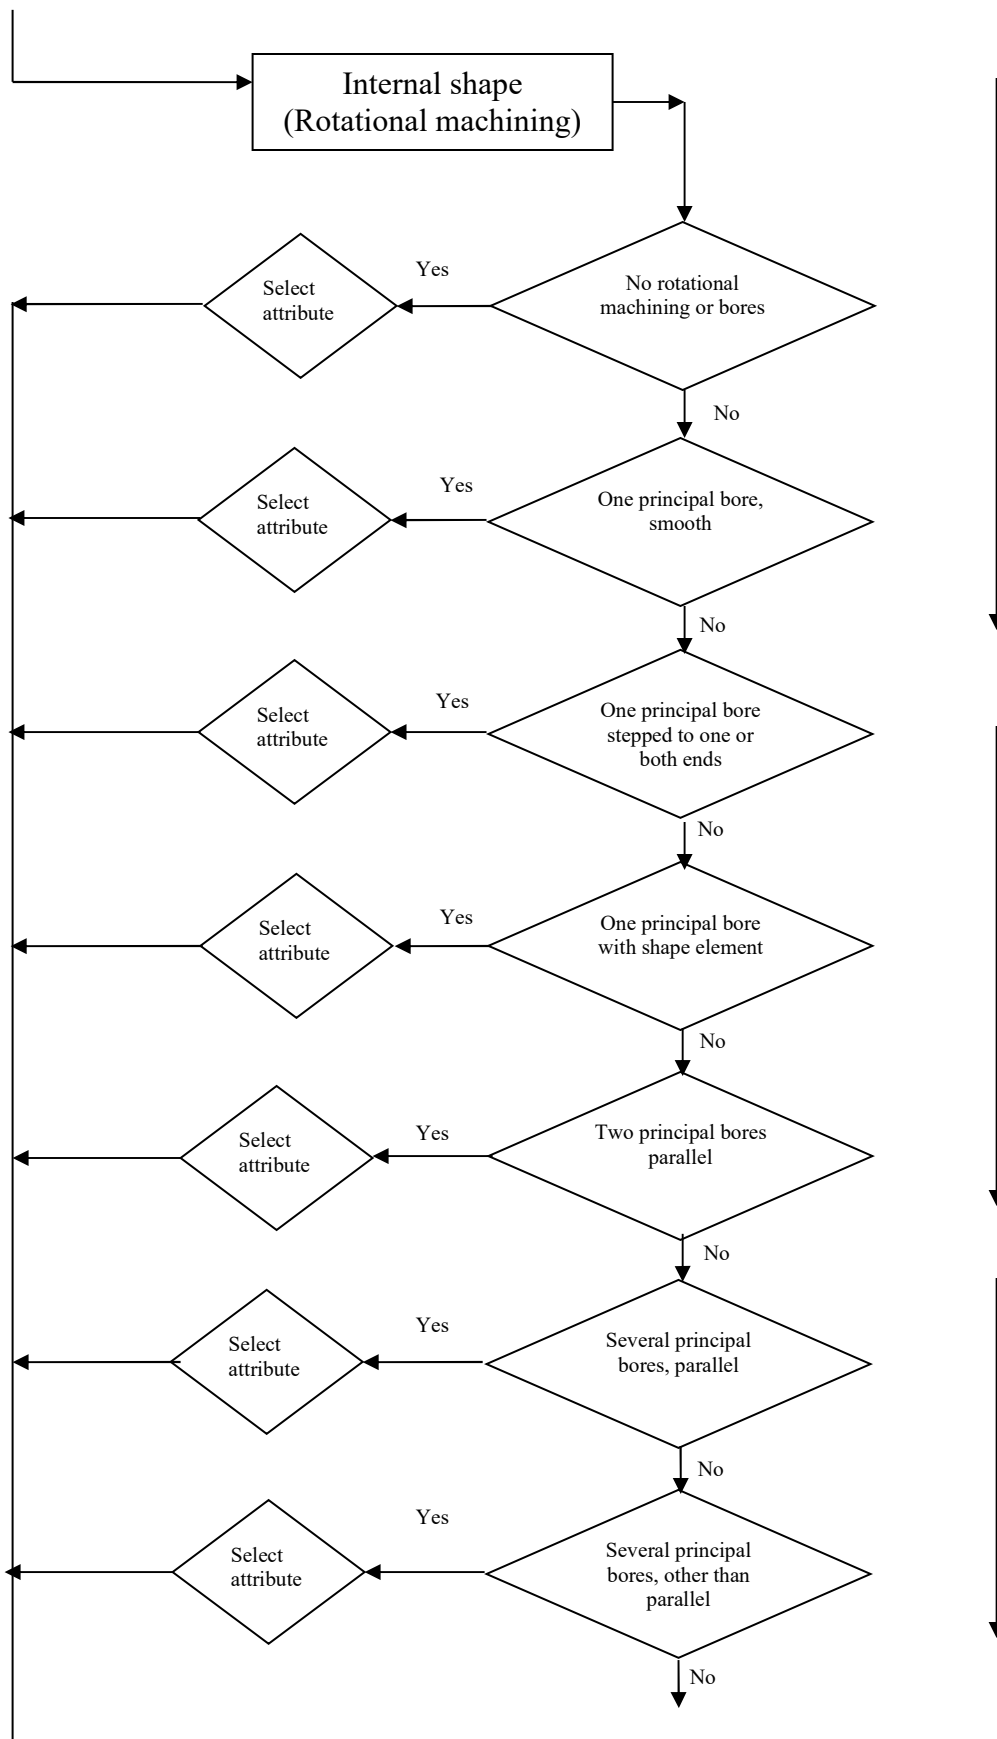 Internal shape
(Rotational machining)
Yes
Select
attribute
No rotational
machining or bores
No
Yes
Select
attribute
One principal bore,
smooth
No
Yes
Select
attribute
One principal bore
stepped to one or
both ends
No
Yes
Select
attribute
One principal bore
with shape element
No
Yes
Select
attribute
Two principal bores
parallel
No
Yes
Select
attribute
Several principal
bores, parallel
No
Yes
Select
attribute
Several principal
bores, other than
parallel
No